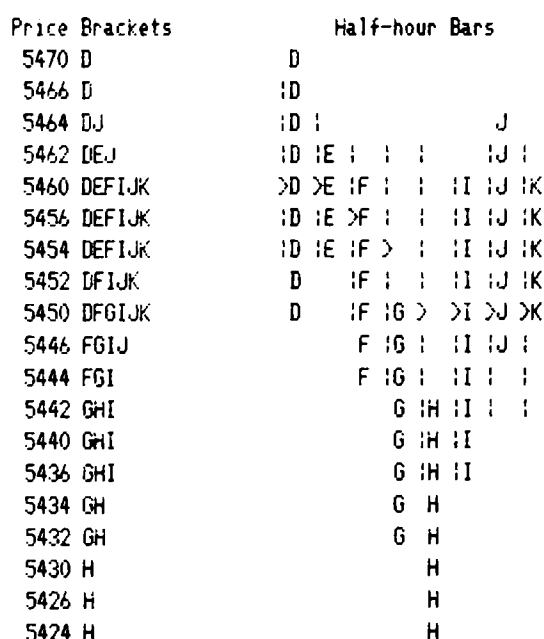 Price Brackets Half-hour Bars
5470 D D
5466 D ¦D
5464 DJ ¦D ¦ J
5462 DEJ ¦D ¦E ¦ ¦ ¦ ¦J ¦
5460 DEFIJK >D >E ¦F ¦ ¦ ¦I ¦J ¦K
5456 DEFIJK ¦D ¦E >F ¦ ¦ ¦I ¦J ¦K
5454 DEFIJK ¦D ¦E ¦F > ¦ ¦I ¦J ¦K
5452 DFIJK D ¦F ¦ ¦ ¦I ¦J ¦K
5450 DFGIJK D ¦F ¦G > >I >J >K
5446 FGIJ F ¦G ¦ ¦I ¦J ¦
5444 FGI F ¦G ¦ ¦I ¦ ¦
5442 GHI G ¦H ¦I ¦ ¦
5440 GHI G ¦H ¦I
5436 GHI G ¦H ¦I
5434 GH G H
5432 GH G H
5430 H H
5426 H H
5424 H H